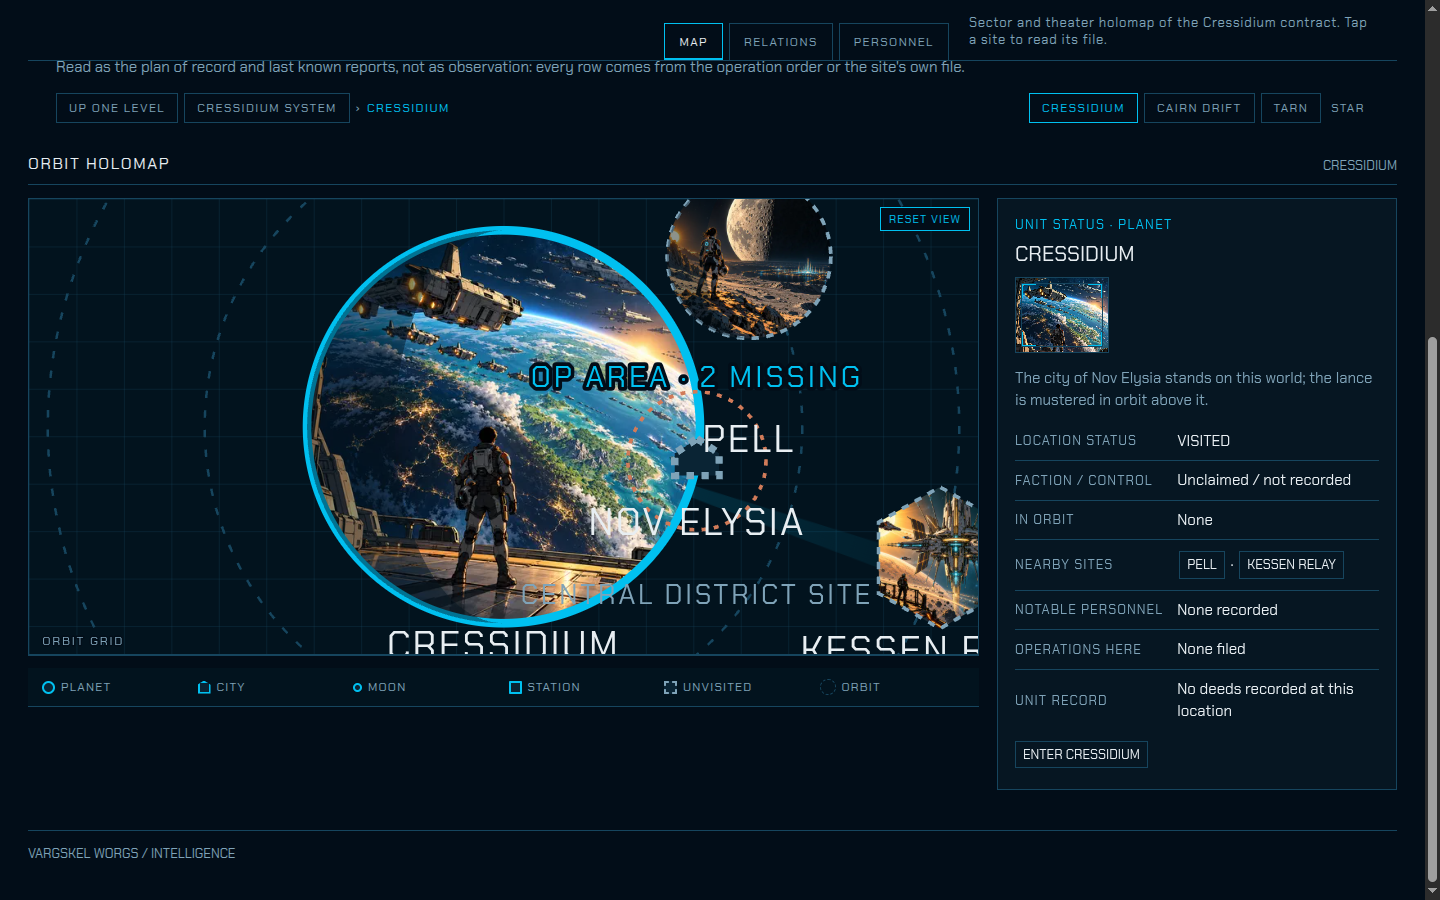 MAP
RELATIONS
PERSONNEL
Sector and theater holomap of the Cressidium contract. Tap
a site to read its file.
Read as the plan of record and last known reports, not as observation: every row comes from the operation order or the site's own file.
UP ONE LEVEL
CRESSIDIUM SYSTEM
› CRESSIDIUM
CRESSIDIUM
CAIRN DRIFT
TARN
STAR
ORBIT HOLOMAP
CRESSIDIUM
RESET VIEW
OP AREA • 2 MISSING
PELL
NOV ELYSIA
CENTRAL DISTRICT SITE
CRESSIDIUM
KESSEN R
ORBIT GRID
PLANET
CITY
MOON
STATION
UNVISITED
ORBIT
UNIT STATUS · PLANET
CRESSIDIUM
The city of Nov Elysia stands on this world; the lance
is mustered in orbit above it.
LOCATION STATUS VISITED
FACTION / CONTROL Unclaimed / not recorded
IN ORBIT None
NEARBY SITES PELL · KESSEN RELAY
NOTABLE PERSONNEL None recorded
OPERATIONS HERE None filed
UNIT RECORD No deeds recorded at this
location
ENTER CRESSIDIUM
VARGSKEL WORGS / INTELLIGENCE